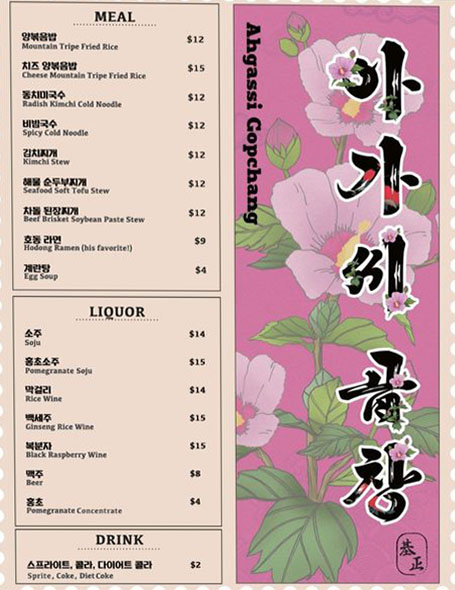 MEAL
양볶음밥
Mountain Tripe Fried Rice
$12
치즈 양볶음밥
Cheese Mountain Tripe Fried Rice
$15
동치미국수
Radish Kimchi Cold Noodle
$12
비빔국수
Spicy Cold Noodle
$12
김치찌개
Kimchi Stew
$12
해물 순두부찌개
Seafood Soft Tofu Stew
$12
차돌 된장찌개
Beef Brisket Soybean Paste Stew
$12
호동 라면
Hodong Ramen (his favorite!)
$9
계란탕
Egg Soup
$4
LIQUOR
소주
Soju
$14
홍초소주
Pomegranate Soju
$15
막걸리
Rice Wine
$14
백세주
Ginseng Rice Wine
$15
복분자
Black Raspberry Wine
$15
맥주
Beer
$8
홍초
Pomegranate Concentrate
$4
DRINK
스프라이트, 콜라, 다이어트 콜라
Sprite, Coke, Diet Coke
$2
Ahgassi Gopchang
아가씨 곱창
基正